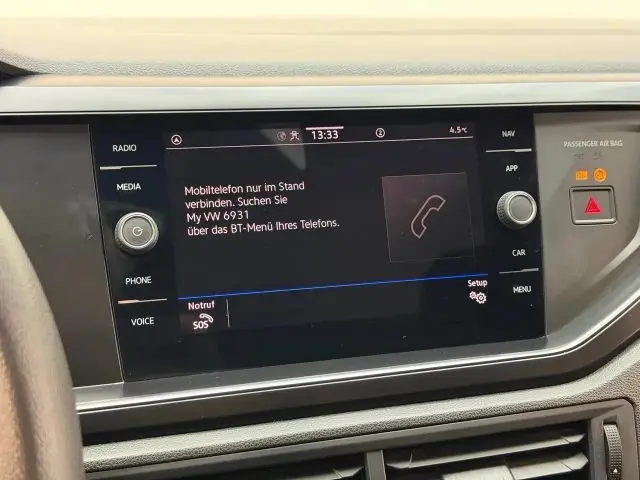 RADIO
MEDIA
PHONE
VOICE
13:33
2
4,5°C
Mobiltelefon nur im Stand
verbinden. Suchen Sie
My VW 6931
über das BT-Menü Ihres Telefons.
Notruf
SOS
Setup
NAV
APP
CAR
MENU
PASSENGER AIR BAG